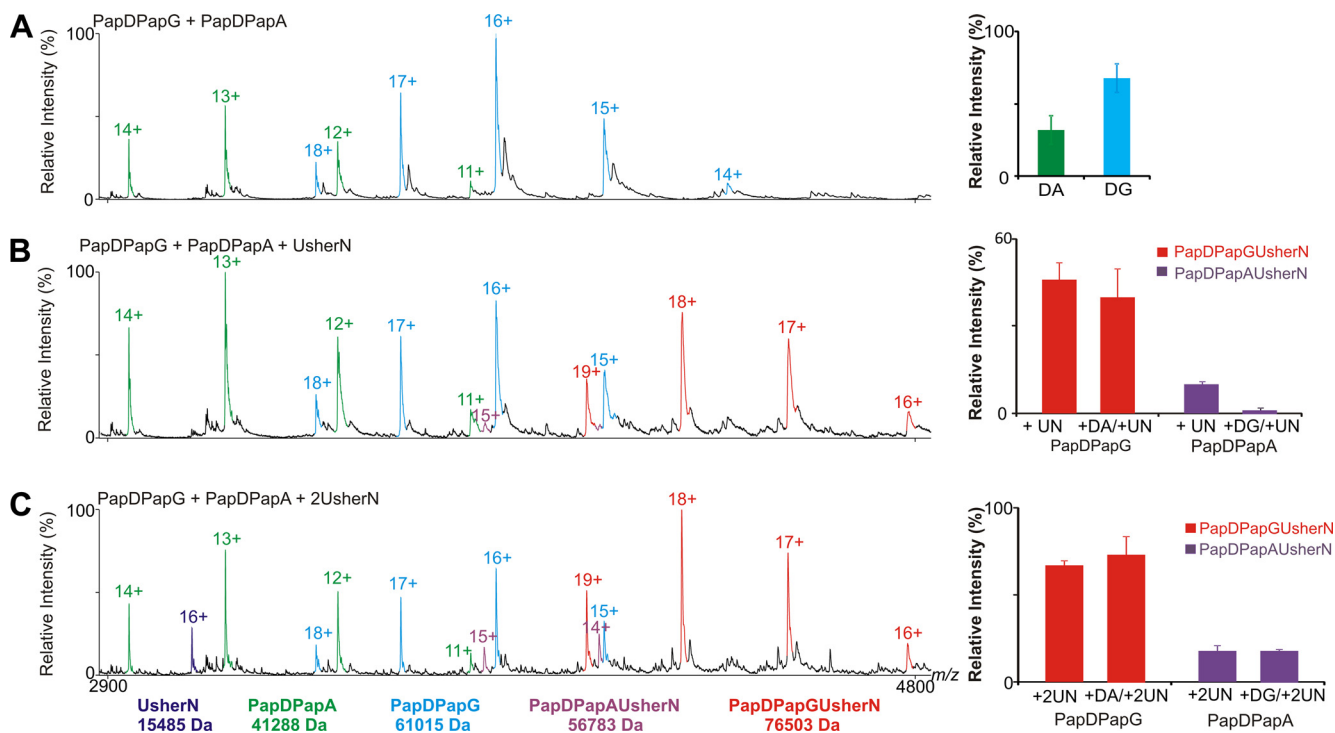 A
PapDPapG + PapDPapA
Relative Intensity (%)
100
0
14+
13+
18+
12+
17+
11+
16+
15+
14+
Relative Intensity (%)
100
0
DA
DG
B
PapDPapG + PapDPapA + UsherN
Relative Intensity (%)
100
0
14+
13+
18+
12+
17+
11+
15+
16+
19+
15+
18+
17+
16+
Relative Intensity (%)
60
0
PapDPapGUsherN
PapDPapAUsherN
+ UN
+DA/+UN
+ UN
+DG/+UN
PapDPapG
PapDPapA
C
PapDPapG + PapDPapA + 2UsherN
Relative Intensity (%)
100
0
14+
16+
13+
18+
12+
17+
11+
15+
16+
19+
14+
15+
18+
17+
16+
2900
4800
m/z
UsherN
15485 Da
PapDPapA
41288 Da
PapDPapG
61015 Da
PapDPapAUsherN
56783 Da
PapDPapGUsherN
76503 Da
Relative Intensity (%)
100
0
PapDPapGUsherN
PapDPapAUsherN
+2UN
+DA/+2UN
+2UN
+DG/+2UN
PapDPapG
PapDPapA